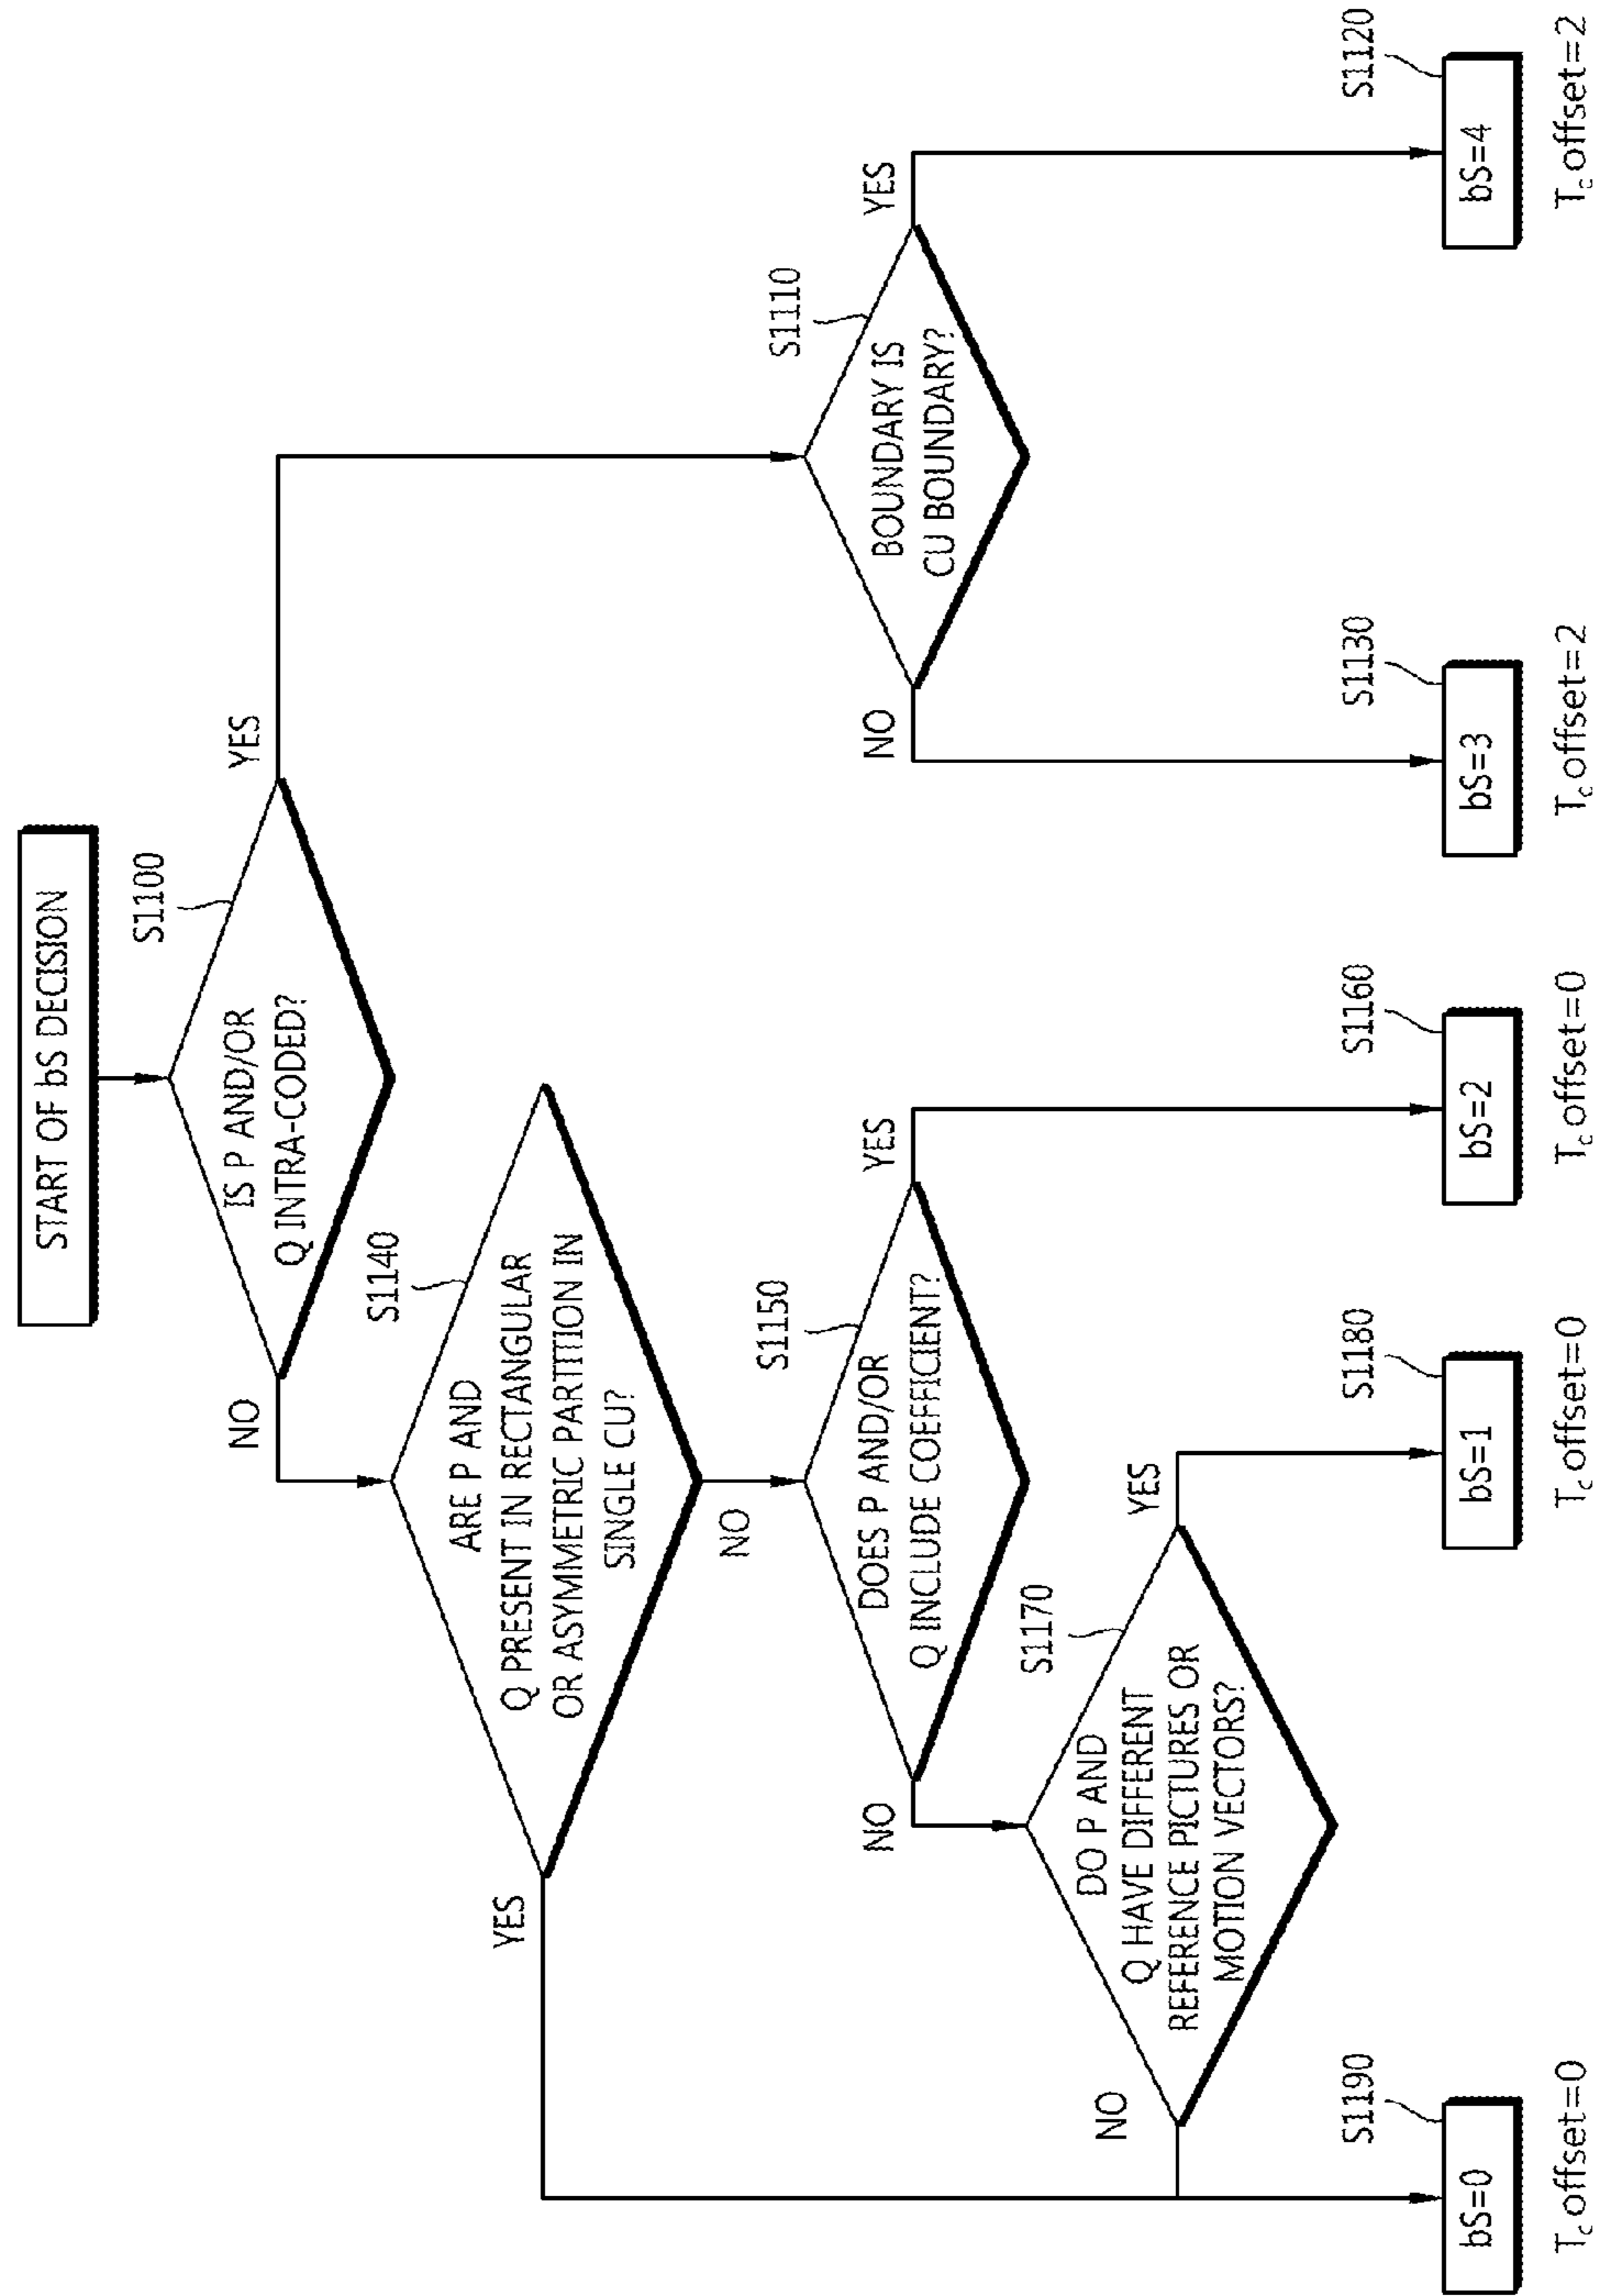 START OF bS DECISION
S1100
IS P AND/OR
Q INTRA-CODED?
NO
YES
S1140
ARE P AND
Q PRESENT IN RECTANGULAR
OR ASYMMETRIC PARTITION IN
SINGLE CU?
YES
NO
S1110
BOUNDARY IS
CU BOUNDARY?
NO
YES
S1150
DOES P AND/OR
Q INCLUDE COEFFICIENT?
NO
YES
S1170
DO P AND
Q HAVE DIFFERENT
REFERENCE PICTURES OR
MOTION VECTORS?
NO
YES
S1190
bS=0
Tc offset=0
S1180
bS=1
Tc offset=0
S1160
bS=2
Tc offset=0
S1130
bS=3
Tc offset=2
S1120
bS=4
Tc offset=2